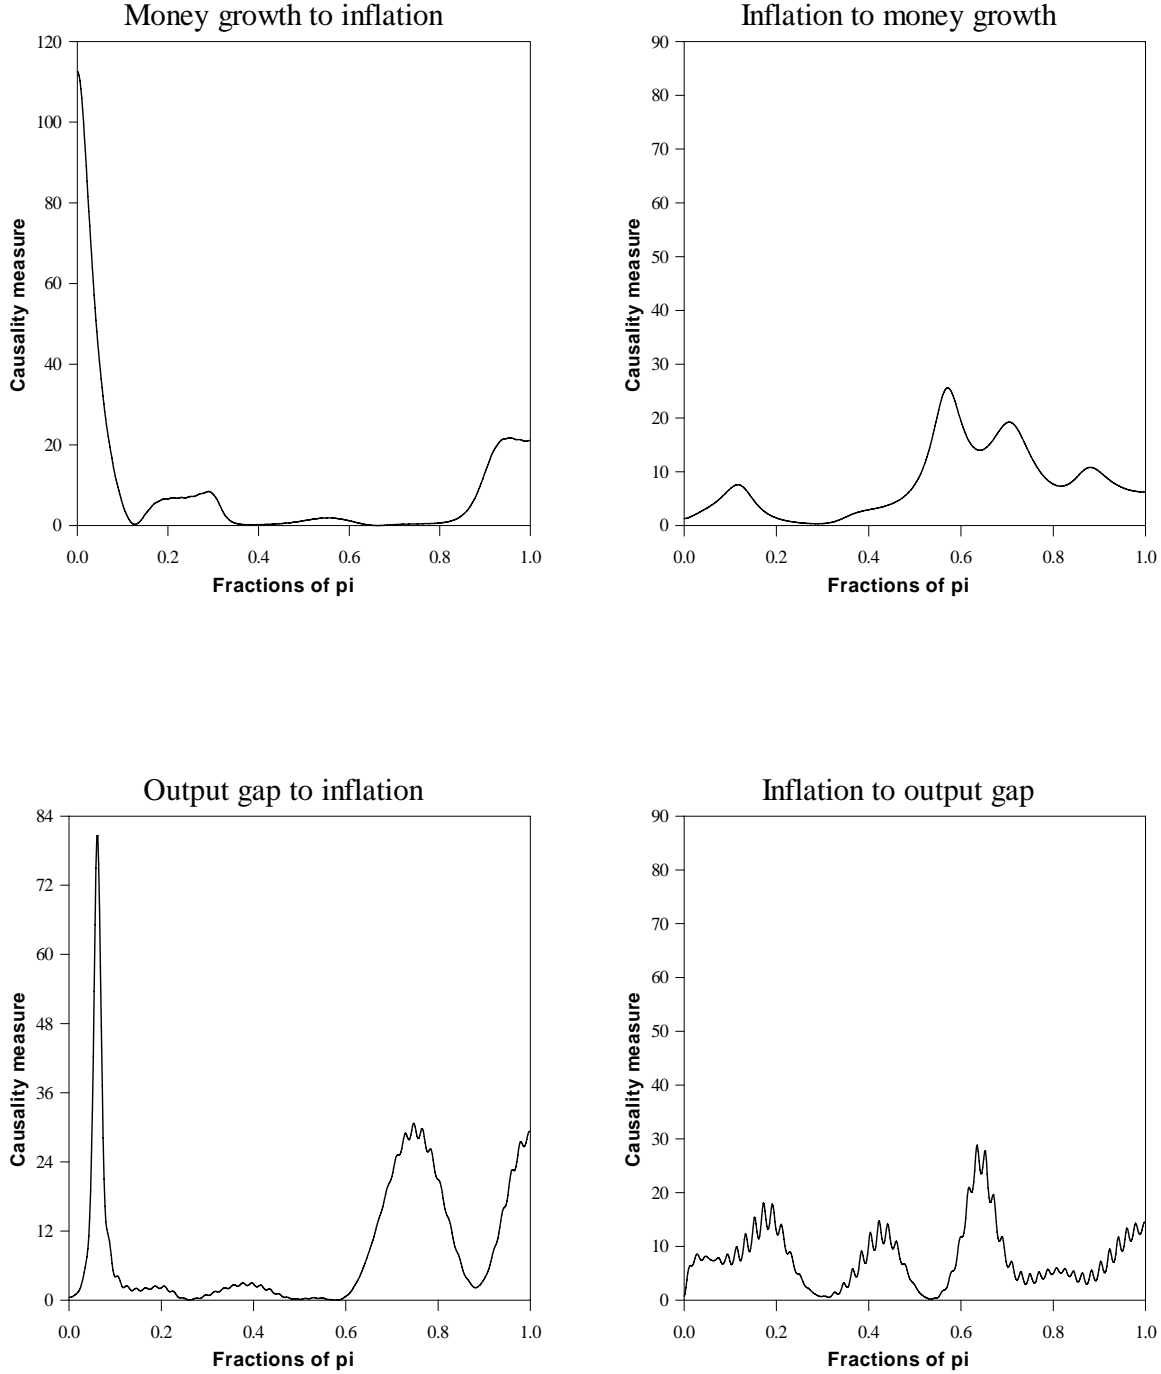 Money growth to inflation
120
100
80
60
40
20
0
Causality measure
0.0 0.2 0.4 0.6 0.8 1.0
Fractions of pi
Inflation to money growth
90
80
70
60
50
40
30
20
10
0
Causality measure
0.0 0.2 0.4 0.6 0.8 1.0
Fractions of pi
Output gap to inflation
84
72
60
48
36
24
12
0
Causality measure
0.0 0.2 0.4 0.6 0.8 1.0
Fractions of pi
Inflation to output gap
90
80
70
60
50
40
30
20
10
0
Causality measure
0.0 0.2 0.4 0.6 0.8 1.0
Fractions of pi